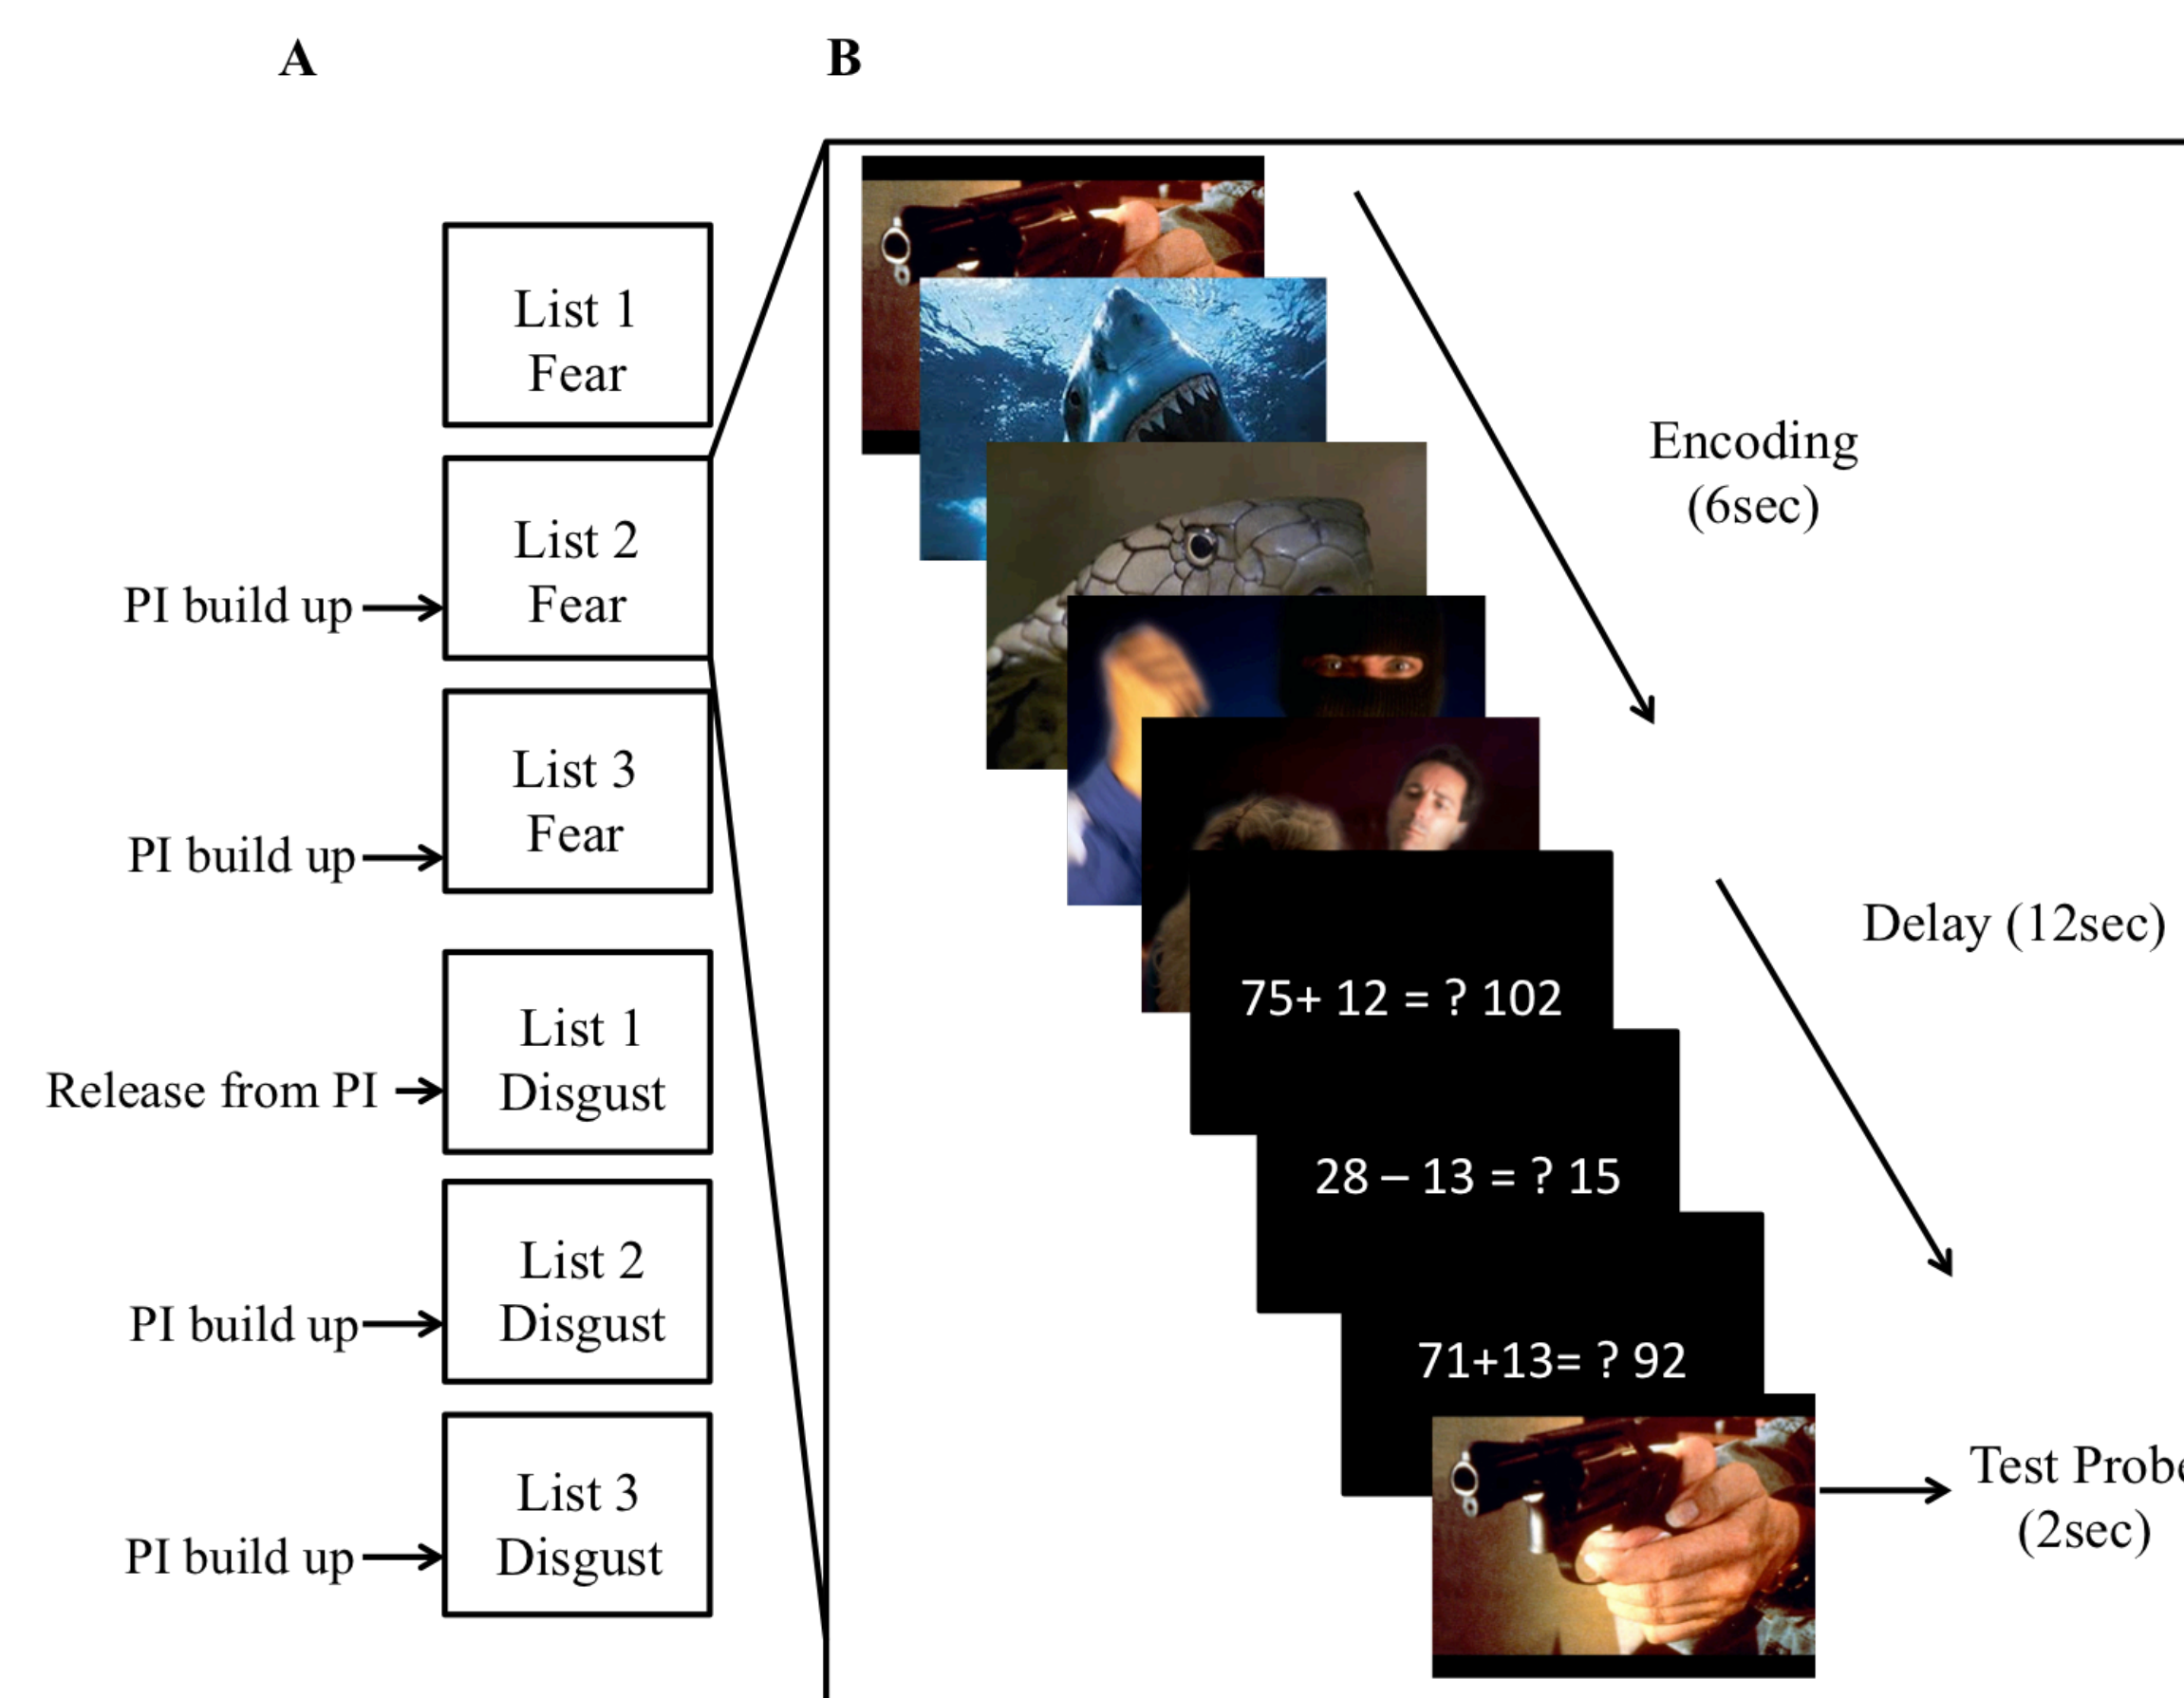 A
B
List 1
Fear
PI build up
List 2
Fear
PI build up
List 3
Fear
Release from PI
List 1
Disgust
PI build up
List 2
Disgust
PI build up
List 3
Disgust
Encoding
(6sec)
Delay (12sec)
75+ 12 = ? 102
28 – 13 = ? 15
71+13= ? 92
Test Probe
(2sec)